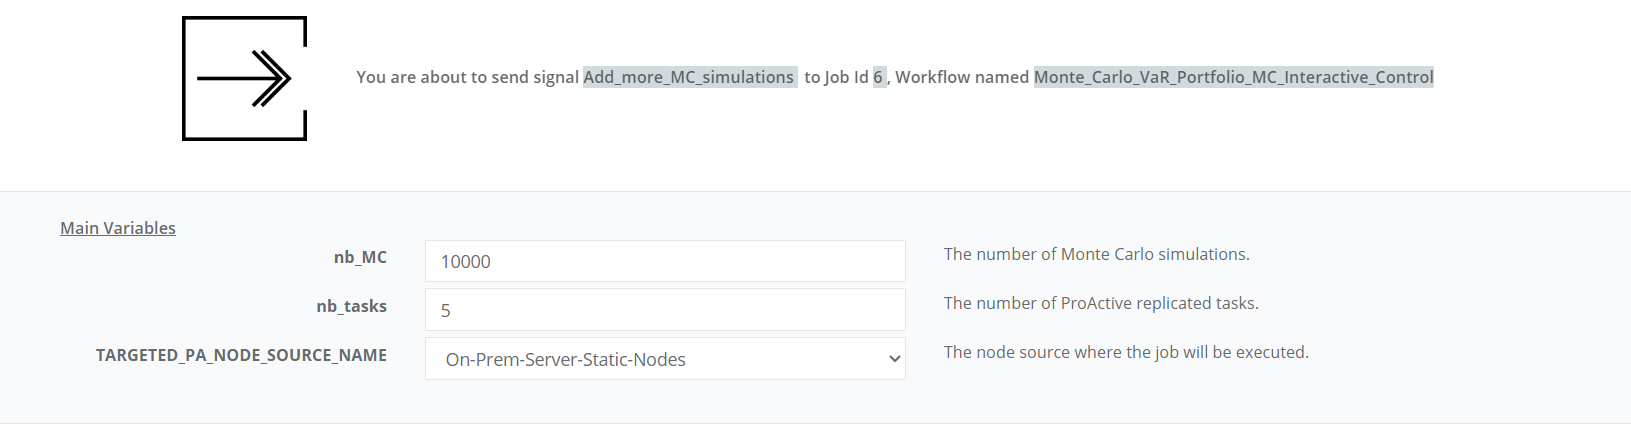 You are about to send signal Add_more_MC_simulations to Job Id 6 , Workflow named Monte_Carlo_VaR_Portfolio_MC_Interactive_Control
Main Variables
nb_MC 10000 The number of Monte Carlo simulations.
nb_tasks 5 The number of ProActive replicated tasks.
TARGETED_PA_NODE_SOURCE_NAME On-Prem-Server-Static-Nodes The node source where the job will be executed.